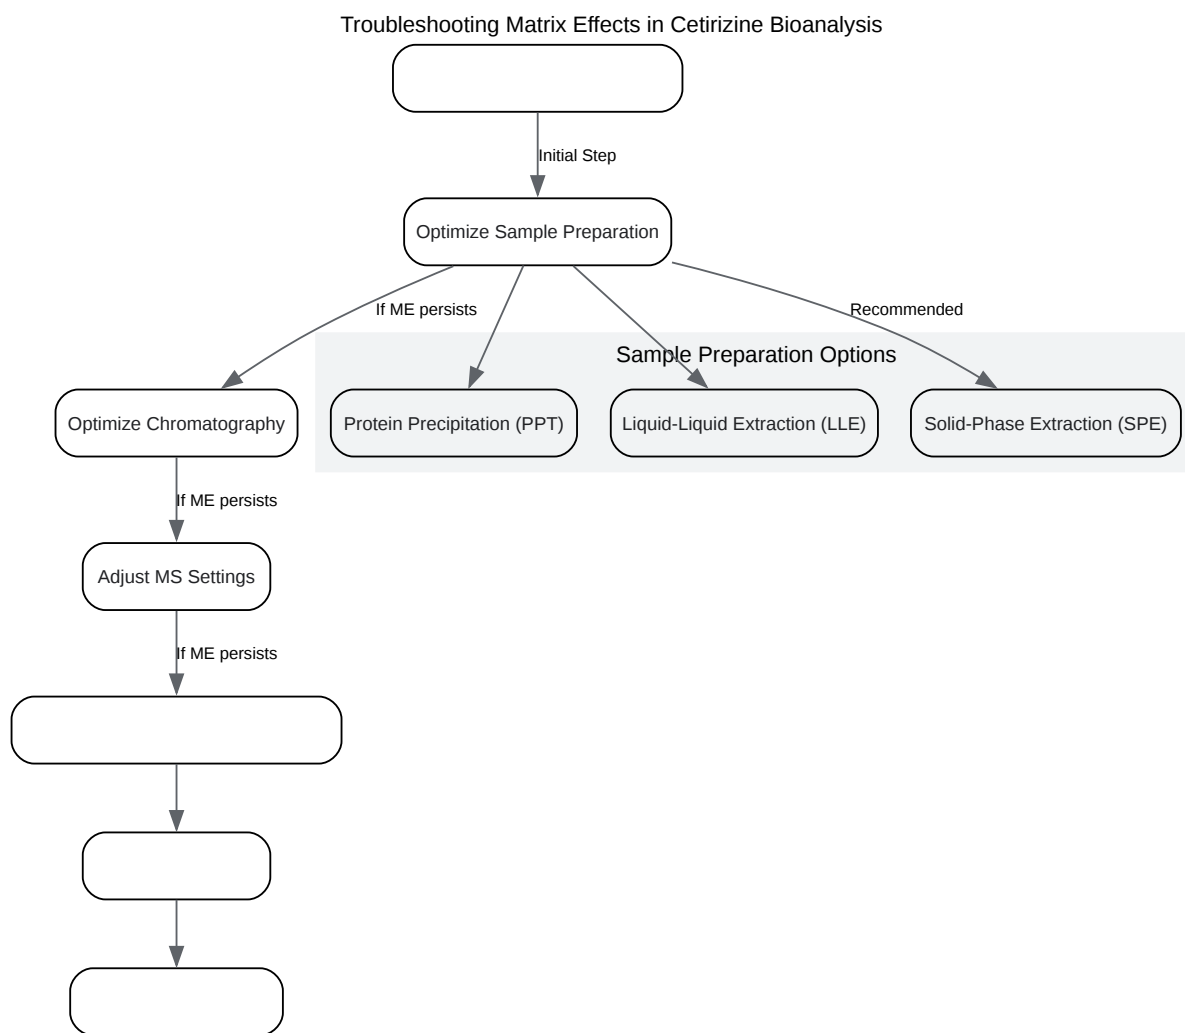 Troubleshooting Matrix Effects in Cetirizine Bioanalysis
Initial Step
Optimize Sample Preparation
If ME persists
Recommended
Sample Preparation Options
Optimize Chromatography
Protein Precipitation (PPT)
Liquid-Liquid Extraction (LLE)
Solid-Phase Extraction (SPE)
If ME persists
Adjust MS Settings
If ME persists